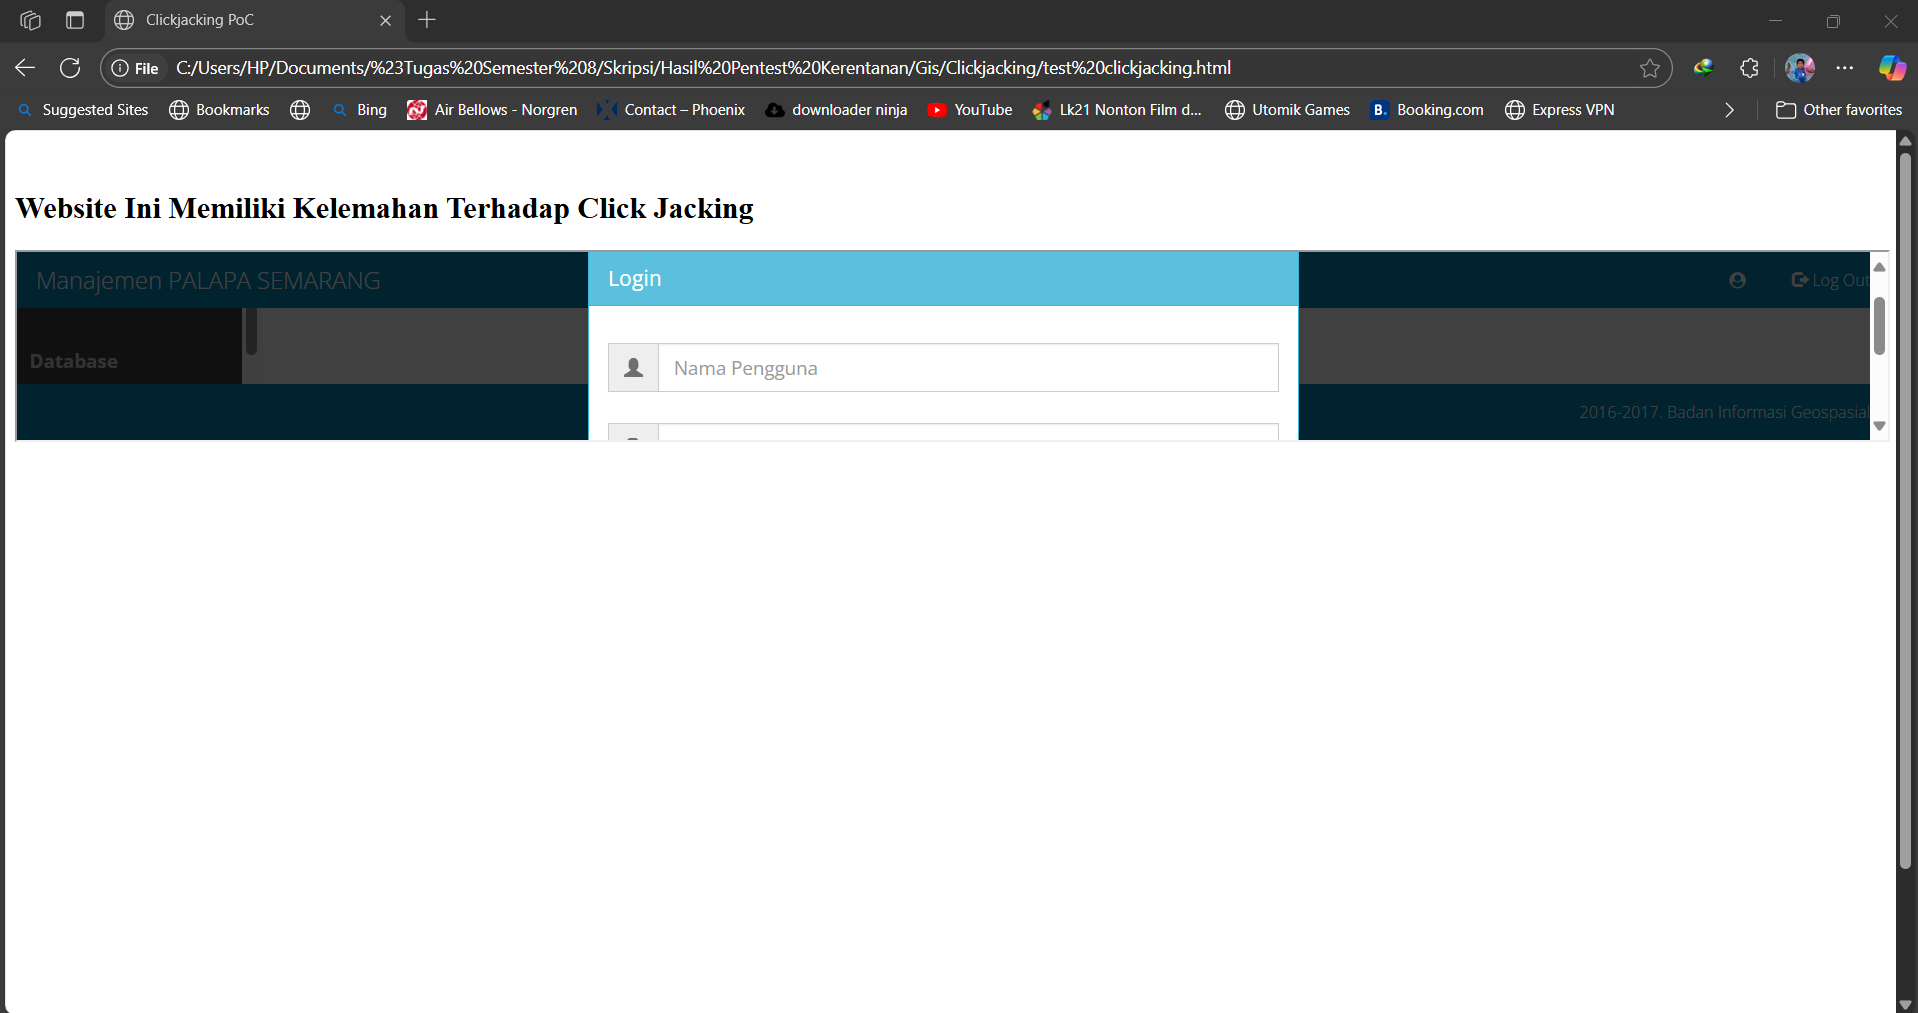 Clickjacking PoC
File C:/Users/HP/Documents/%23Tugas%20Semester%208/Skripsi/Hasil%20Pentest%20Kerentanan/Gis/Clickjacking/test%20clickjacking.html
Suggested Sites Bookmarks Bing Air Bellows - Norgren Contact – Phoenix downloader ninja YouTube Lk21 Nonton Film d... Utomik Games B. Booking.com Express VPN Other favorites
Website Ini Memiliki Kelemahan Terhadap Click Jacking
Manajemen PALAPA SEMARANG Login Log Out
Database
Nama Pengguna
2016-2017. Badan Informasi Geospasial